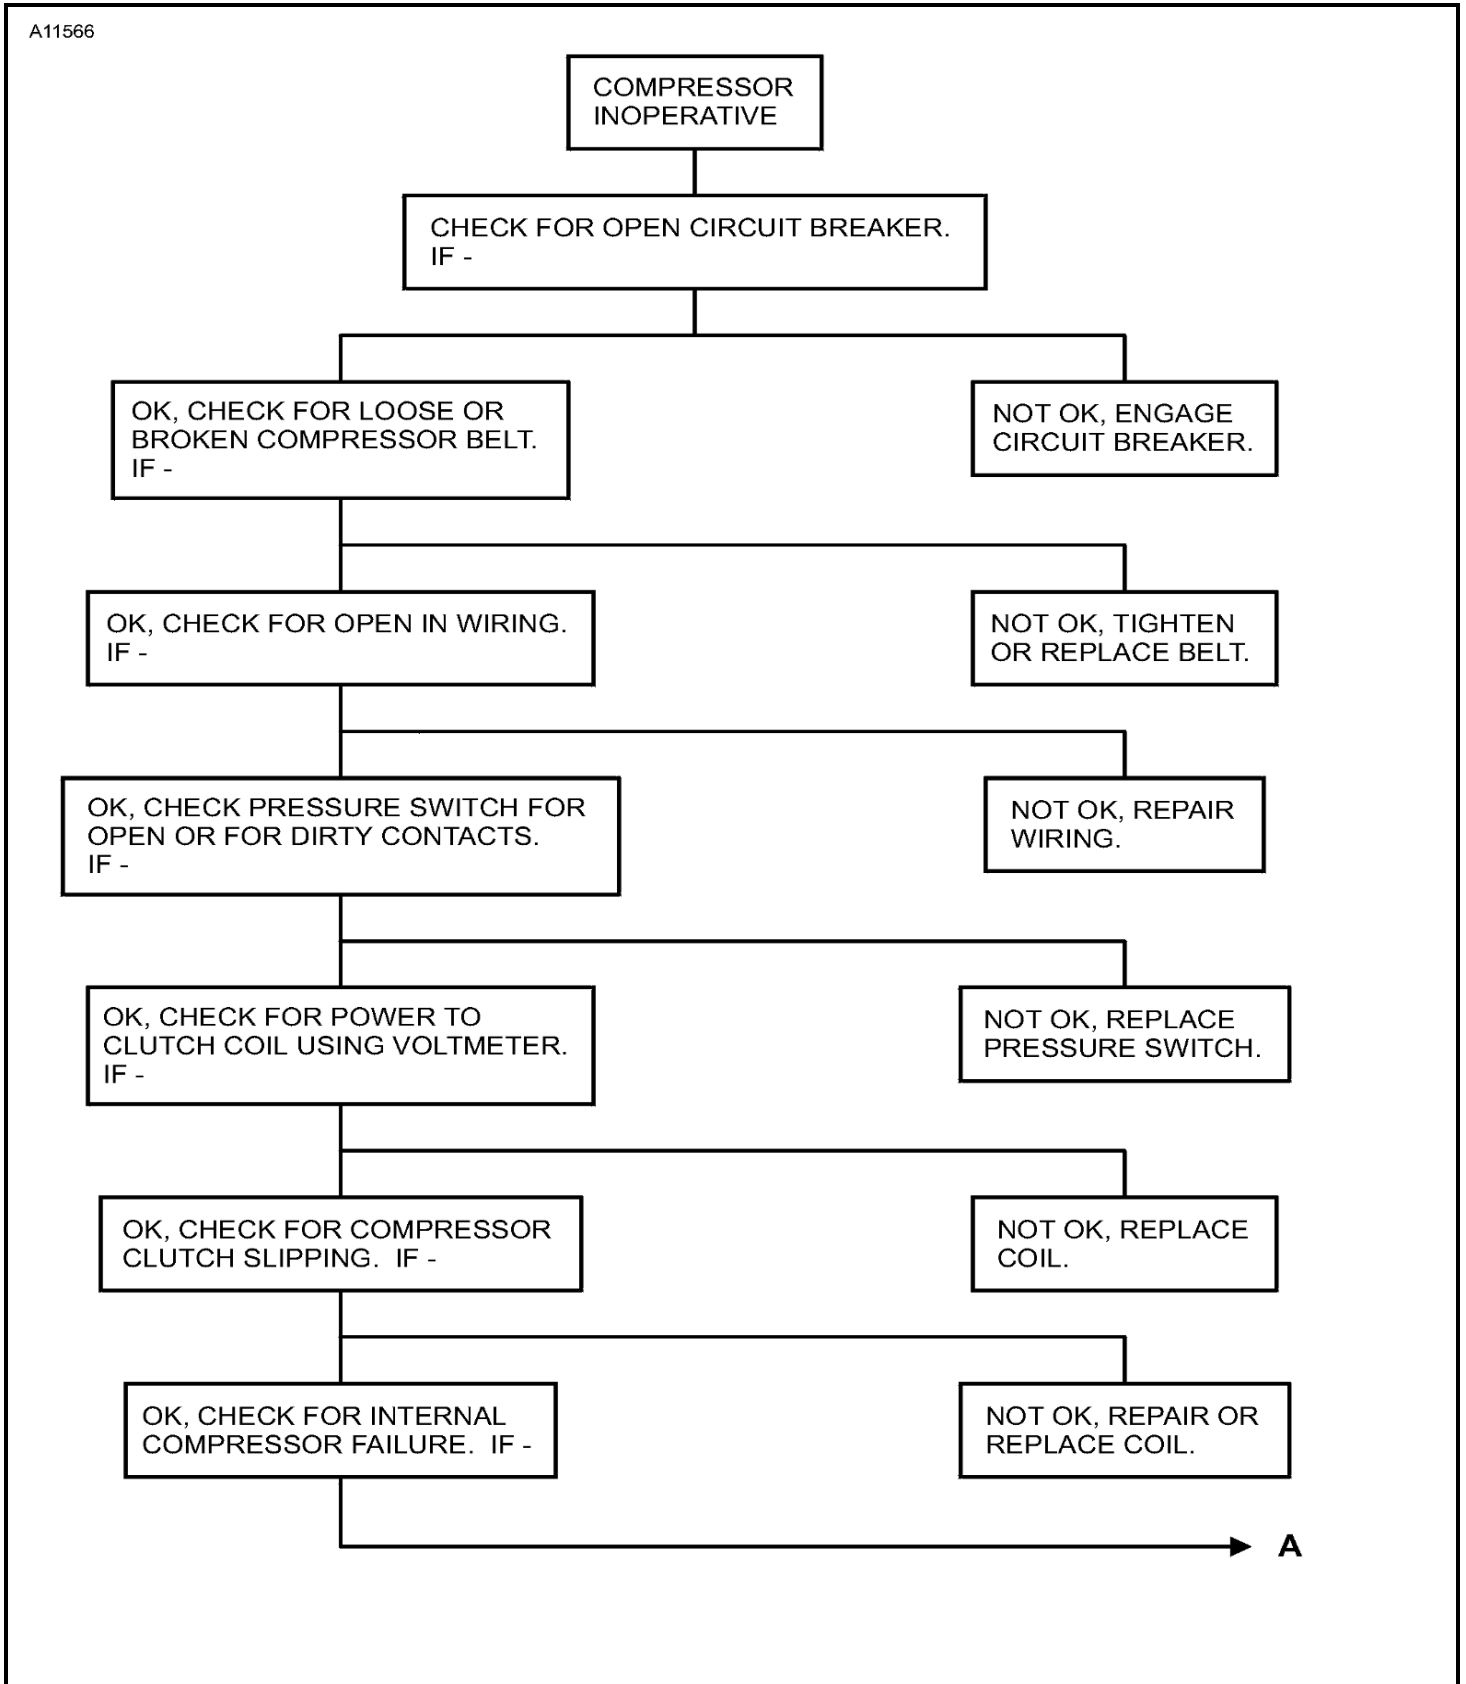 A11566
COMPRESSOR
INOPERATIVE
CHECK FOR OPEN CIRCUIT BREAKER.
IF -
OK, CHECK FOR LOOSE OR
BROKEN COMPRESSOR BELT.
IF -
NOT OK, ENGAGE
CIRCUIT BREAKER.
OK, CHECK FOR OPEN IN WIRING.
IF -
NOT OK, TIGHTEN
OR REPLACE BELT.
OK, CHECK PRESSURE SWITCH FOR
OPEN OR FOR DIRTY CONTACTS.
IF -
NOT OK, REPAIR
WIRING.
OK, CHECK FOR POWER TO
CLUTCH COIL USING VOLTMETER.
IF -
NOT OK, REPLACE
PRESSURE SWITCH.
OK, CHECK FOR COMPRESSOR
CLUTCH SLIPPING.  IF -
NOT OK, REPLACE
COIL.
OK, CHECK FOR INTERNAL
COMPRESSOR FAILURE.  IF -
NOT OK, REPAIR OR
REPLACE COIL.
A